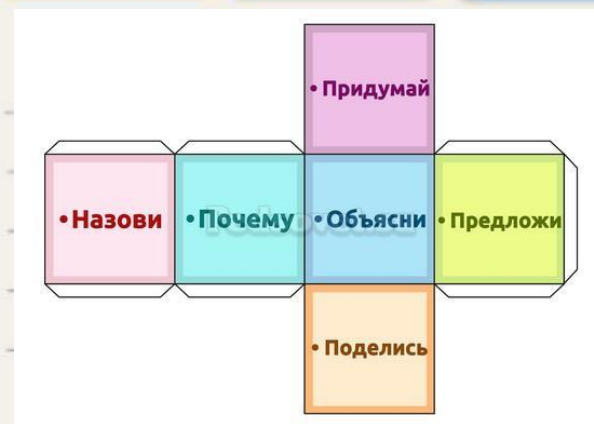 • Придумай
• Назови
• Почему
• Объясни
• Предложи
• Поделись